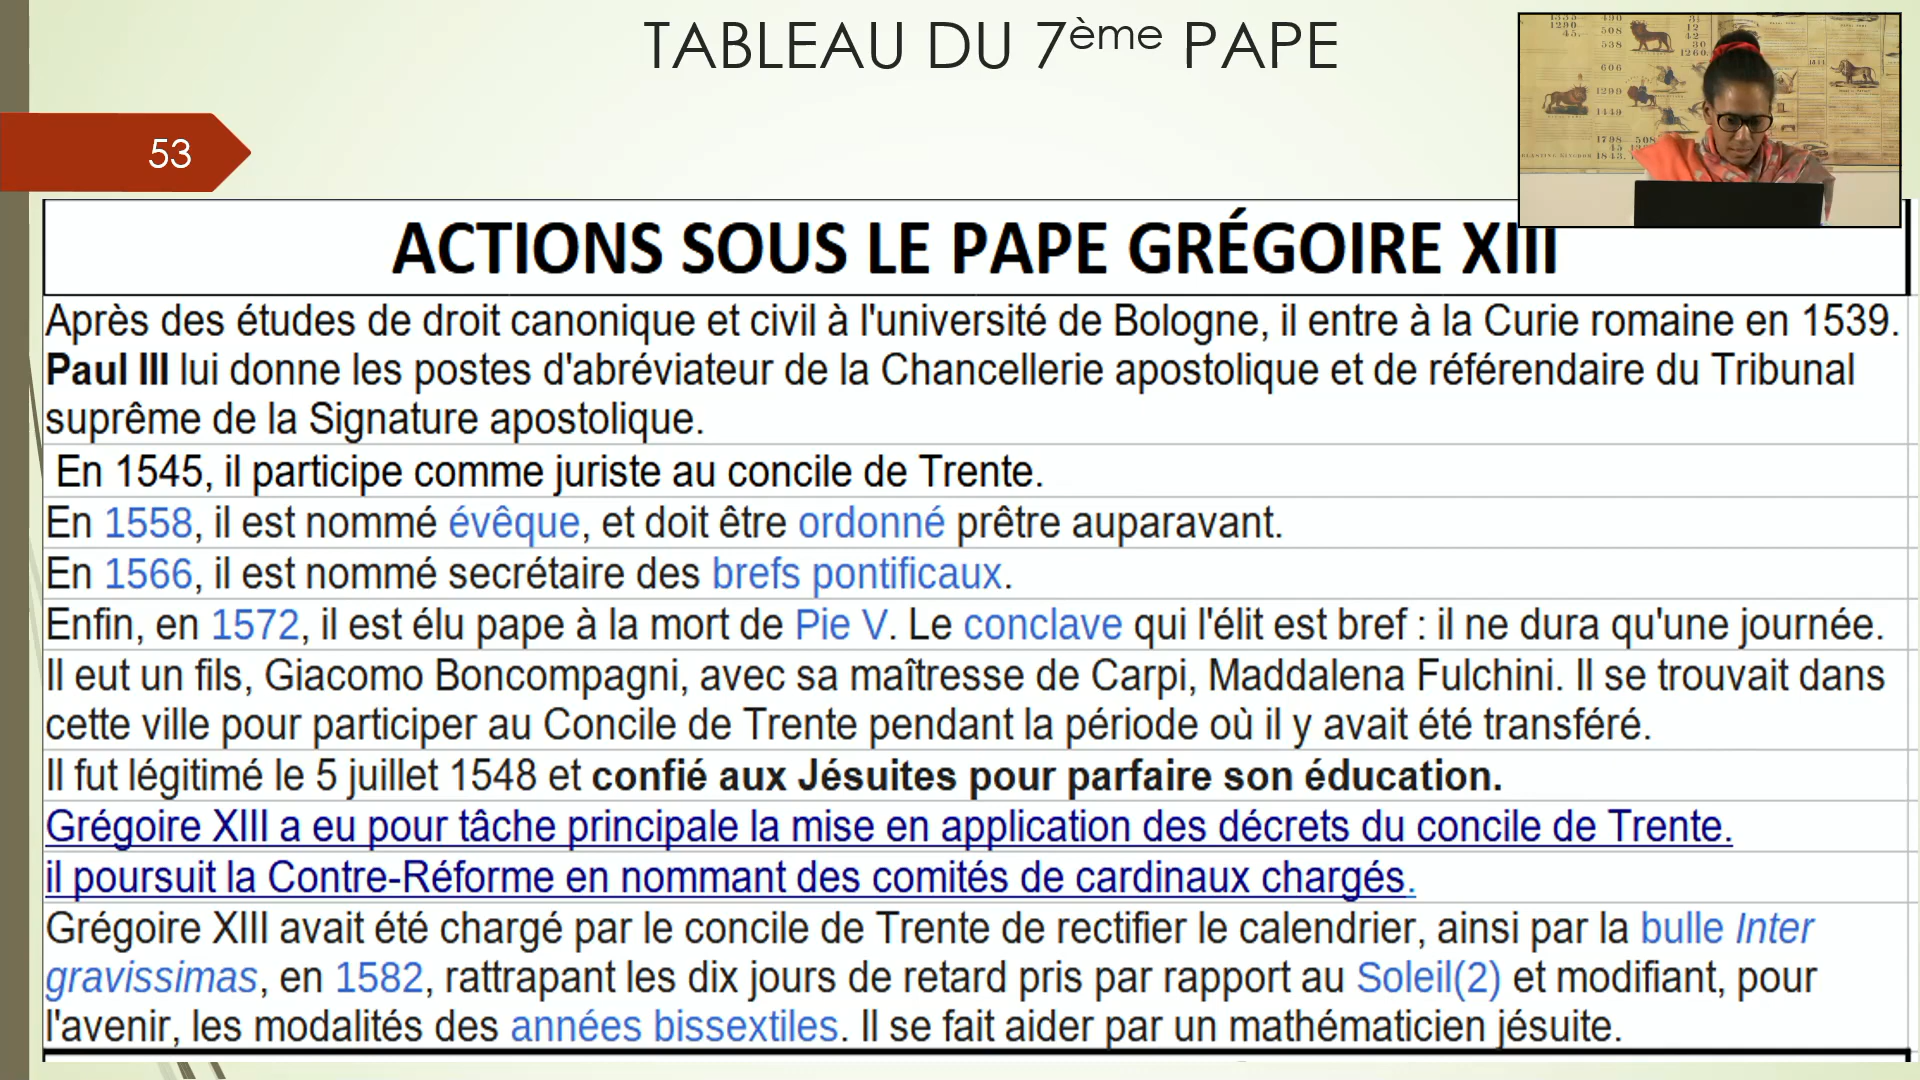 TABLEAU DU 7ème PAPE
53
ACTIONS SOUS LE PAPE GRÉGOIRE XIII
Après des études de droit canonique et civil à l'université de Bologne, il entre à la Curie romaine en 1539.
Paul III lui donne les postes d'abréviateur de la Chancellerie apostolique et de référendaire du Tribunal
suprême de la Signature apostolique.
En 1545, il participe comme juriste au concile de Trente.
En 1558, il est nommé évêque, et doit être ordonné prêtre auparavant.
En 1566, il est nommé secrétaire des brefs pontificaux.
Enfin, en 1572, il est élu pape à la mort de Pie V. Le conclave qui l'élit est bref : il ne dura qu'une journée.
Il eut un fils, Giacomo Boncompagni, avec sa maîtresse de Carpi, Maddalena Fulchini. Il se trouvait dans
cette ville pour participer au Concile de Trente pendant la période où il y avait été transféré.
Il fut légitimé le 5 juillet 1548 et confié aux Jésuites pour parfaire son éducation.
Grégoire XIII a eu pour tâche principale la mise en application des décrets du concile de Trente.
il poursuit la Contre-Réforme en nommant des comités de cardinaux chargés.
Grégoire XIII avait été chargé par le concile de Trente de rectifier le calendrier, ainsi par la bulle Inter
gravissimas, en 1582, rattrapant les dix jours de retard pris par rapport au Soleil(2) et modifiant, pour
l'avenir, les modalités des années bissextiles. Il se fait aider par un mathématicien jésuite.
1290
508
538
606
1299
1449
1798
1260
1843